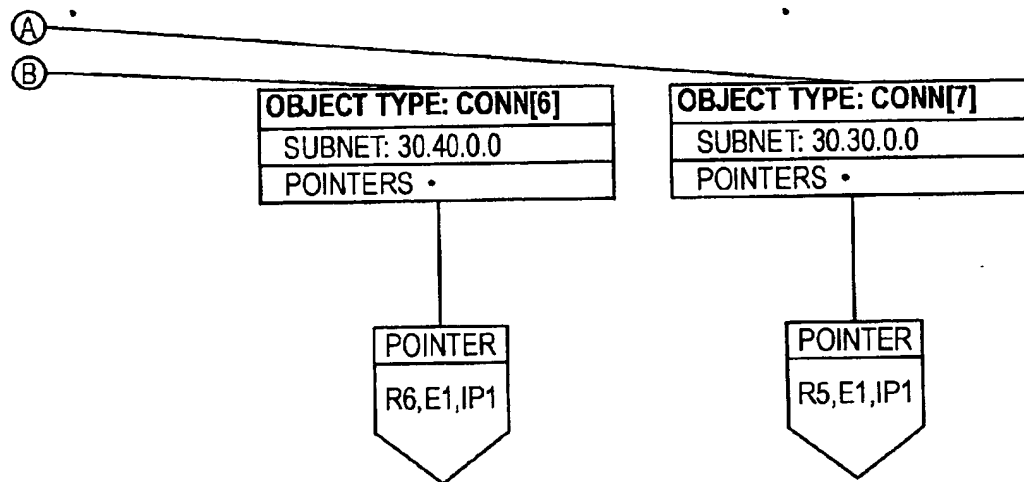 A
B
OBJECT TYPE: CONN[6]
SUBNET: 30.40.0.0
POINTERS
OBJECT TYPE: CONN[7]
SUBNET: 30.30.0.0
POINTERS
POINTER
R6,E1,IP1
POINTER
R5,E1,IP1